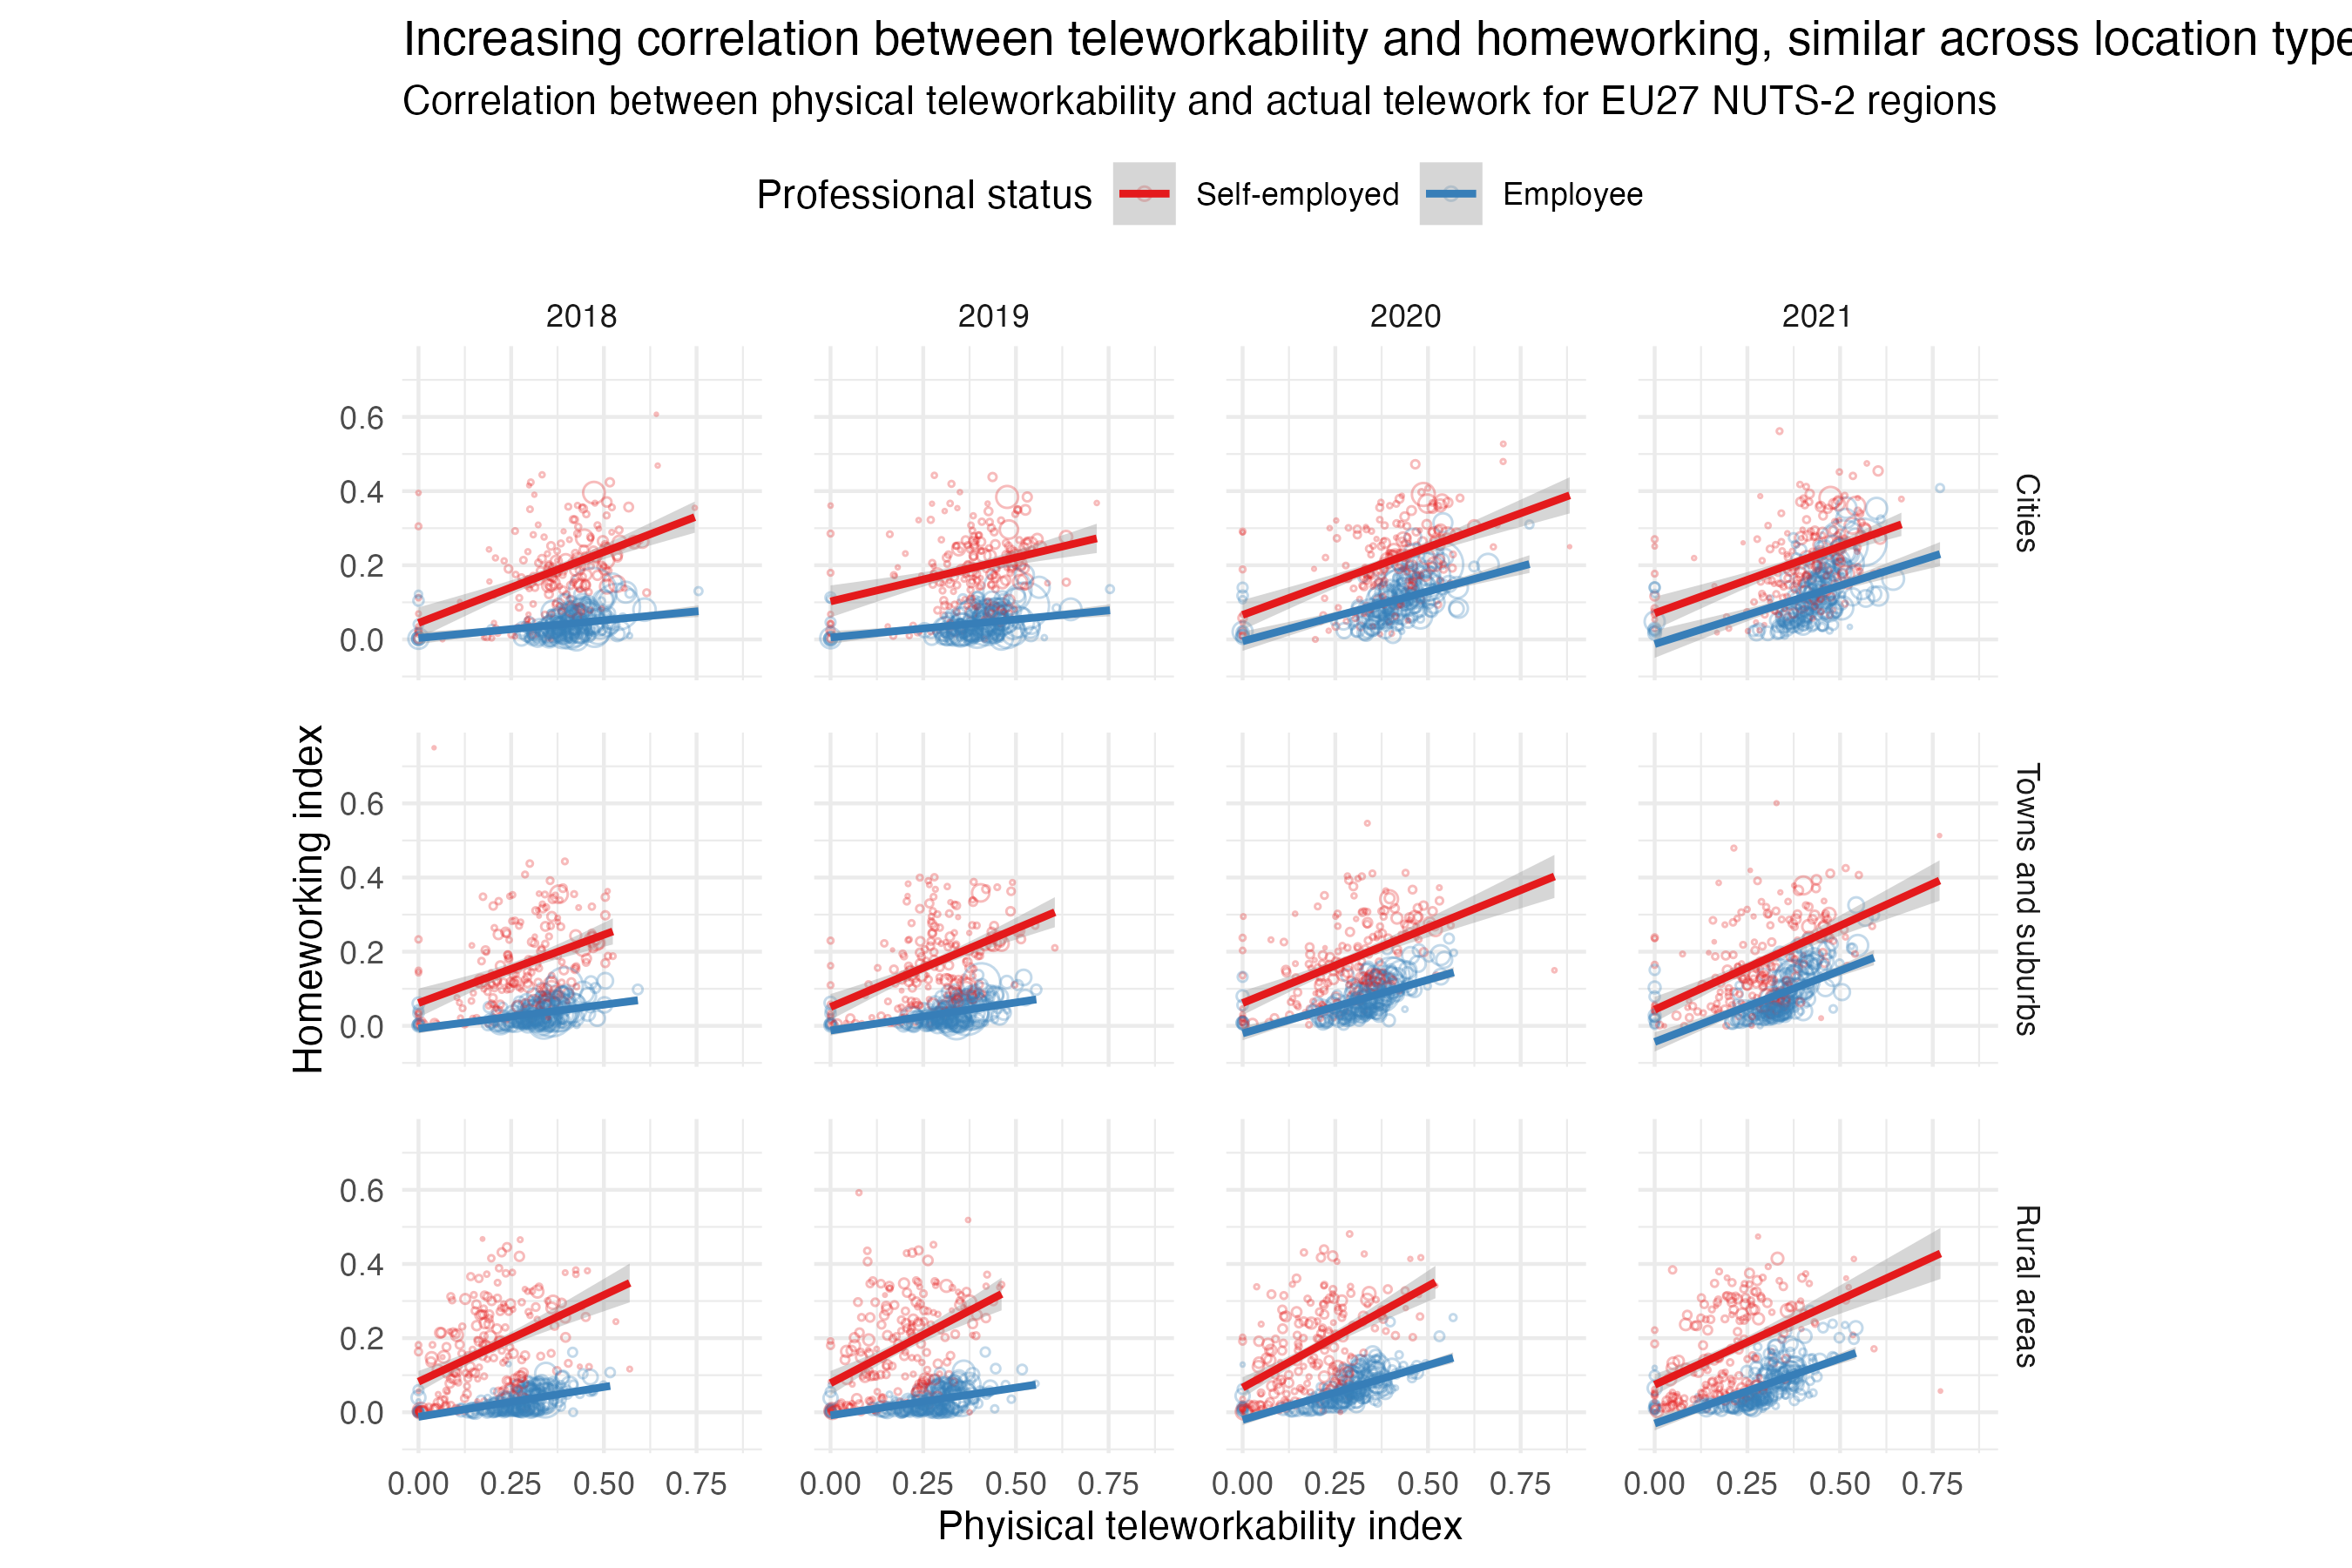 Increasing correlation between teleworkability and homeworking, similar across location type
Correlation between physical teleworkability and actual telework for EU27 NUTS-2 regions
Professional status Self-employed Employee
2018 2019 2020 2021
0.6
0.4
0.2
0.0
Cities
0.6
0.4
0.2
0.0
Towns and suburbs
0.6
0.4
0.2
0.0
Rural areas
Homeworking index
0.00 0.25 0.50 0.75 0.00 0.25 0.50 0.75 0.00 0.25 0.50 0.75 0.00 0.25 0.50 0.75
Phyisical teleworkability index